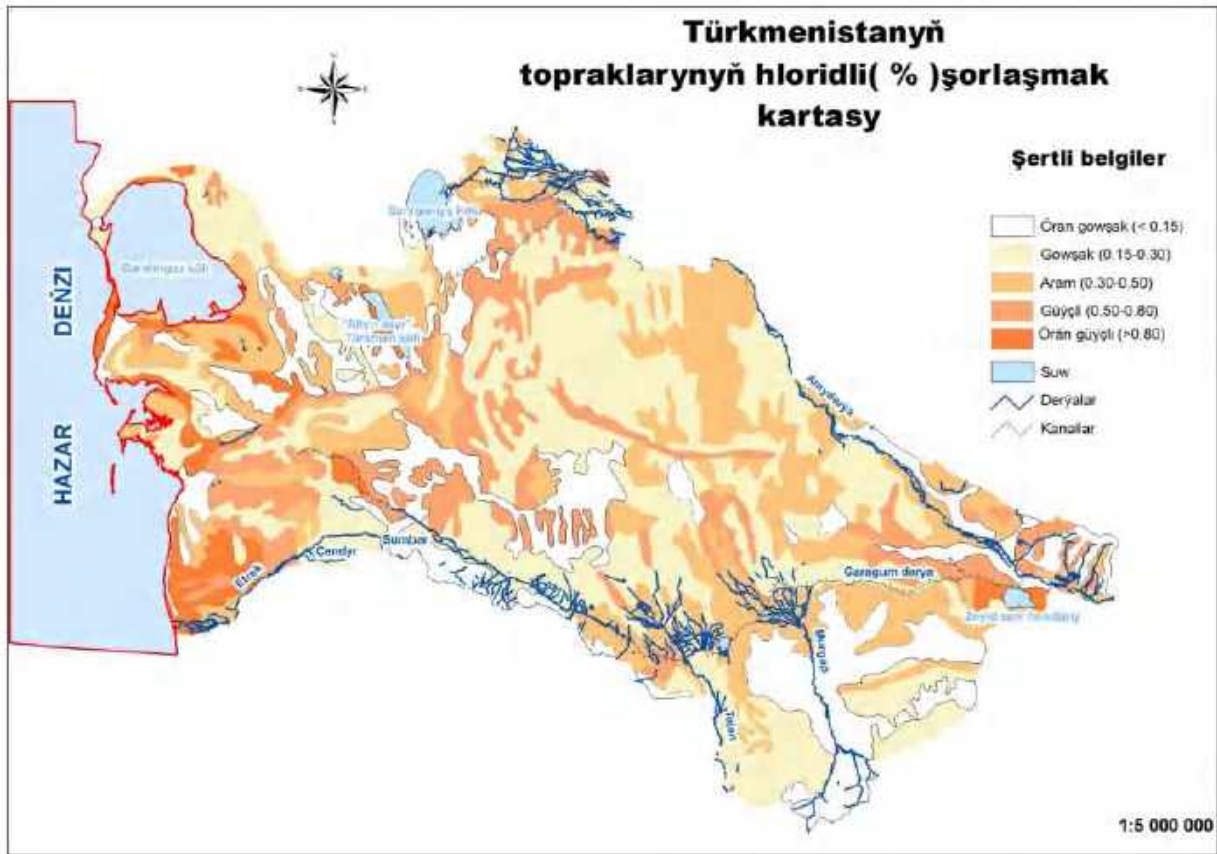 Türkmenistanyň
topraklarynyň hloridli( % )şorlaşmak
kartasy
Şertli belgiler
Öran gowşak (< 0.15)
Gowşak (0.15-0.30)
Aram (0.30-0.50)
Güýçli (0.50-0.80)
Örän güýçli (>0.80)
Suw
Derýalar
Kanallar
HAZAR DEŇZI
Amyderýa
Etrek
Çendyr
Sumbar
Garagum derýa
Murgap
Tejen
1:5 000 000